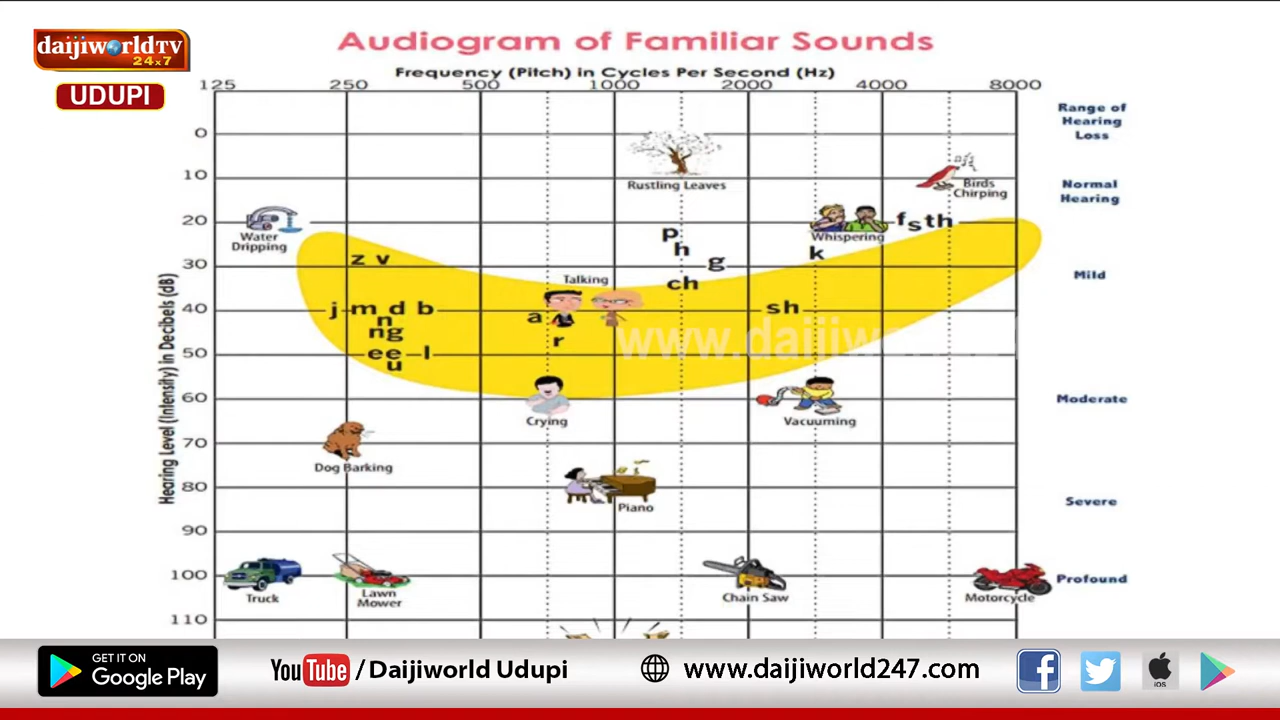 daijiworldTV
24x7
UDUPI
Audiogram of Familiar Sounds
Frequency (Pitch) in Cycles Per Second (Hz)
125 250 500 1000 2000 4000 8000
Hearing Level (Intensity) in Decibels (dB)
0
10
20
30
40
50
60
70
80
90
100
110
Range of
Hearing
Loss
Normal
Hearing
Mild
Moderate
Severe
Profound
Rustling Leaves
Birds
Chirping
Water
Dripping
Whispering
f s th
p
h
g
k
z v
Talking
ch
j m d b
n
ng
a
sh
r
ee l
u
www.daijiworld
Crying
Vacuuming
Dog Barking
Piano
Truck
Lawn
Mower
Chain Saw
Motorcycle
GET IT ON
Google Play
YouTube / Daijiworld Udupi
www.daijiworld247.com
f
iOS